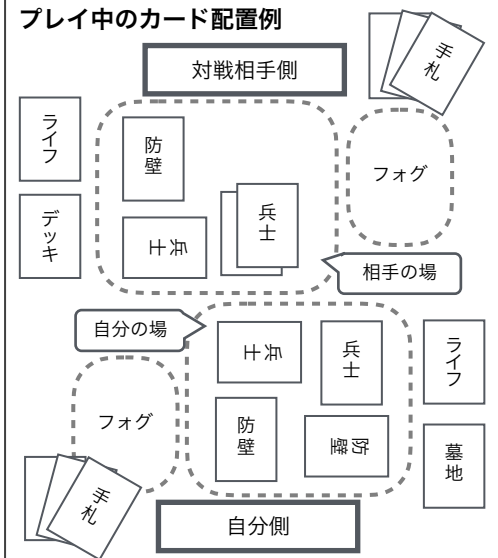 プレイ中のカード配置例
手札
対戦相手側
ライフ
防壁
フォグ
デッキ
兵士
兵士
相手の場
自分の場
兵士
兵士
ライフ
フォグ
防壁
防壁
墓地
手札
自分側